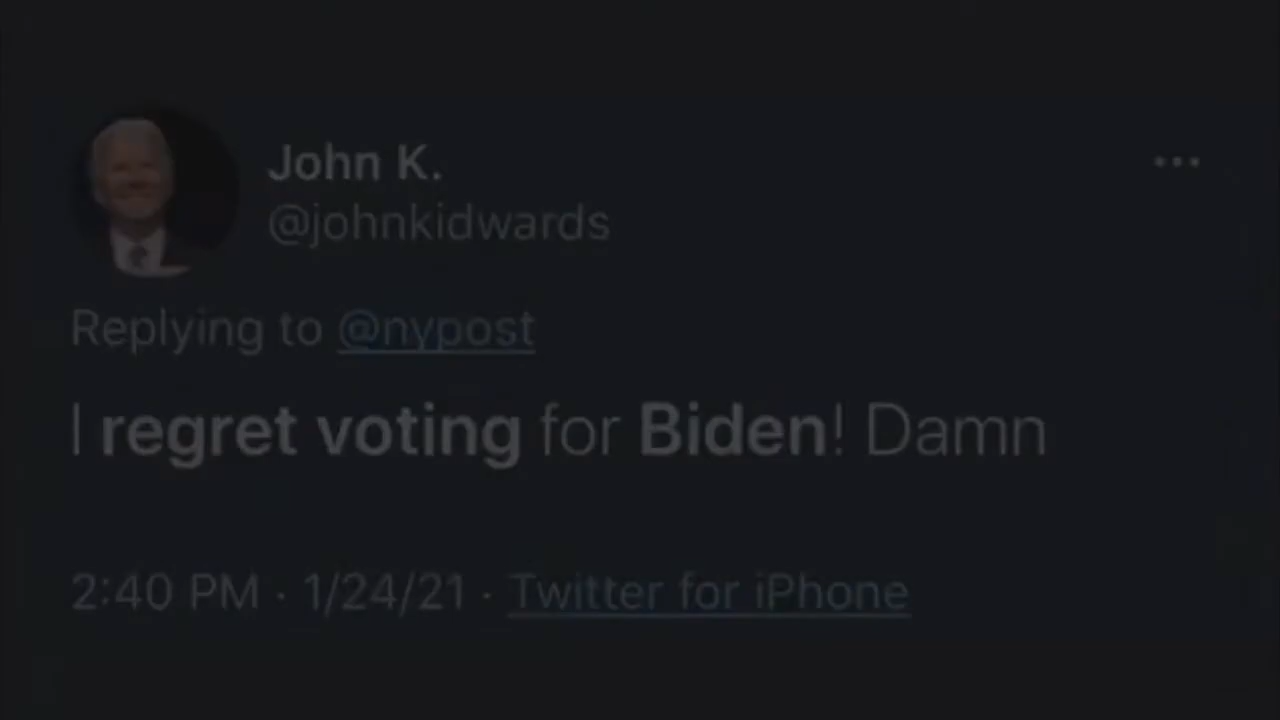 John K.
@johnkidwards
Replying to @nypost
I regret voting for Biden! Damn
2:40 PM · 1/24/21 · Twitter for iPhone